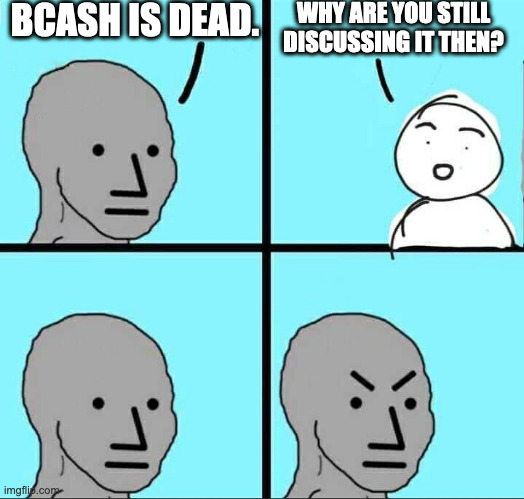 BCASH IS DEAD.
WHY ARE YOU STILL
DISCUSSING IT THEN?
imgflip.com